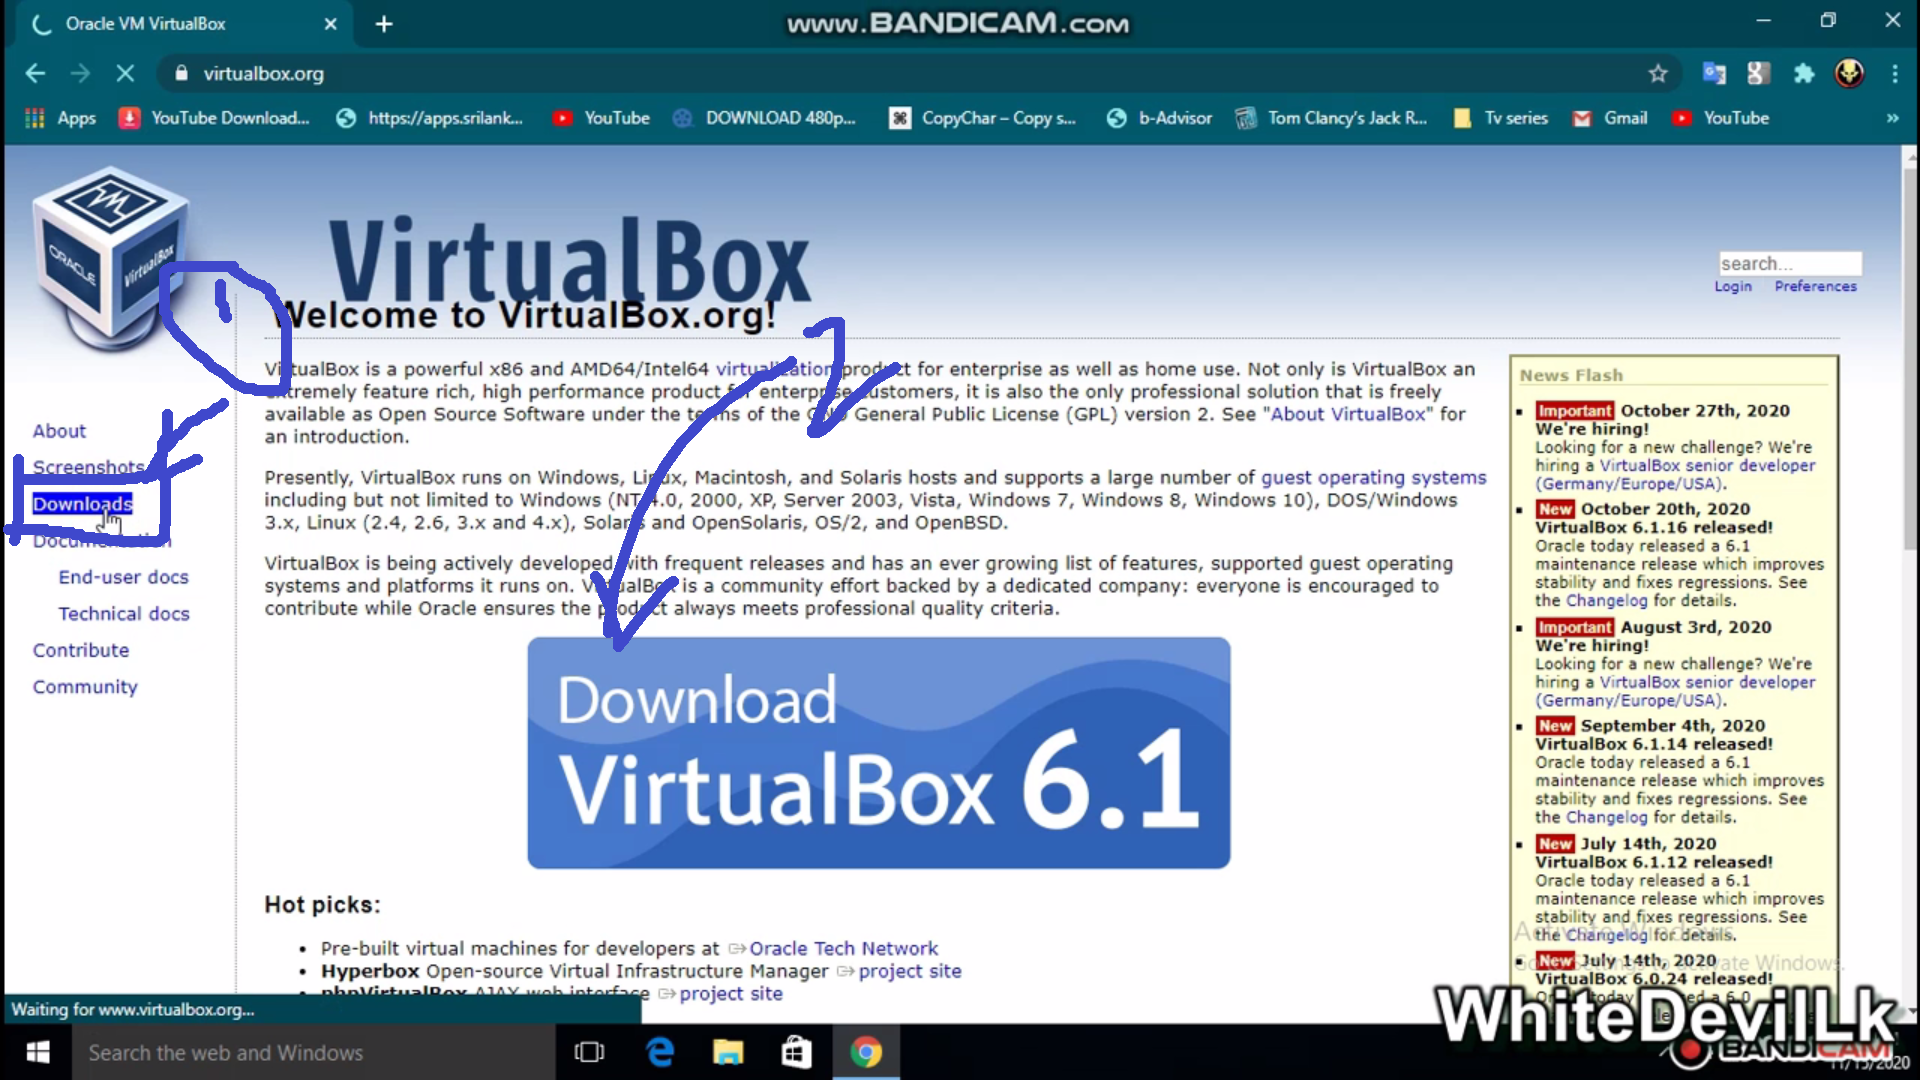 Oracle VM VirtualBox
www.BANDICAM.com
virtualbox.org
Apps
YouTube Download...
https://apps.srilank...
YouTube
DOWNLOAD 480p...
CopyChar – Copy s...
b-Advisor
Tom Clancy's Jack R...
Tv series
Gmail
YouTube
ORACLE
VirtualBox
VirtualBox
search...
Login Preferences
1
Welcome to VirtualBox.org!
2
About
Screenshots
Downloads
Documentation
End-user docs
Technical docs
Contribute
Community
VirtualBox is a powerful x86 and AMD64/Intel64 virtualization product for enterprise as well as home use. Not only is VirtualBox an
extremely feature rich, high performance product for enterprise customers, it is also the only professional solution that is freely
available as Open Source Software under the terms of the GNU General Public License (GPL) version 2. See "About VirtualBox" for
an introduction.
Presently, VirtualBox runs on Windows, Linux, Macintosh, and Solaris hosts and supports a large number of guest operating systems
including but not limited to Windows (NT 4.0, 2000, XP, Server 2003, Vista, Windows 7, Windows 8, Windows 10), DOS/Windows
3.x, Linux (2.4, 2.6, 3.x and 4.x), Solaris and OpenSolaris, OS/2, and OpenBSD.
VirtualBox is being actively developed with frequent releases and has an ever growing list of features, supported guest operating
systems and platforms it runs on. VirtualBox is a community effort backed by a dedicated company: everyone is encouraged to
contribute while Oracle ensures the product always meets professional quality criteria.
Download
VirtualBox 6.1
Hot picks:
Pre-built virtual machines for developers at Oracle Tech Network
Hyperbox Open-source Virtual Infrastructure Manager project site
phpVirtualBox AJAX web interface project site
News Flash
Important October 27th, 2020
We're hiring!
Looking for a new challenge? We're
hiring a VirtualBox senior developer
(Germany/Europe/USA).
New October 20th, 2020
VirtualBox 6.1.16 released!
Oracle today released a 6.1
maintenance release which improves
stability and fixes regressions. See
the Changelog for details.
Important August 3rd, 2020
We're hiring!
Looking for a new challenge? We're
hiring a VirtualBox senior developer
(Germany/Europe/USA).
New September 4th, 2020
VirtualBox 6.1.14 released!
Oracle today released a 6.1
maintenance release which improves
stability and fixes regressions. See
the Changelog for details.
New July 14th, 2020
VirtualBox 6.1.12 released!
Oracle today released a 6.1
maintenance release which improves
stability and fixes regressions. See
the Changelog for details.
Activate Windows
Go to Settings to activate Windows.
New July 14th, 2020
VirtualBox 6.0.24 released!
Waiting for www.virtualbox.org...
WhiteDevilLk
Search the web and Windows
BANDICAM
11/13/2020